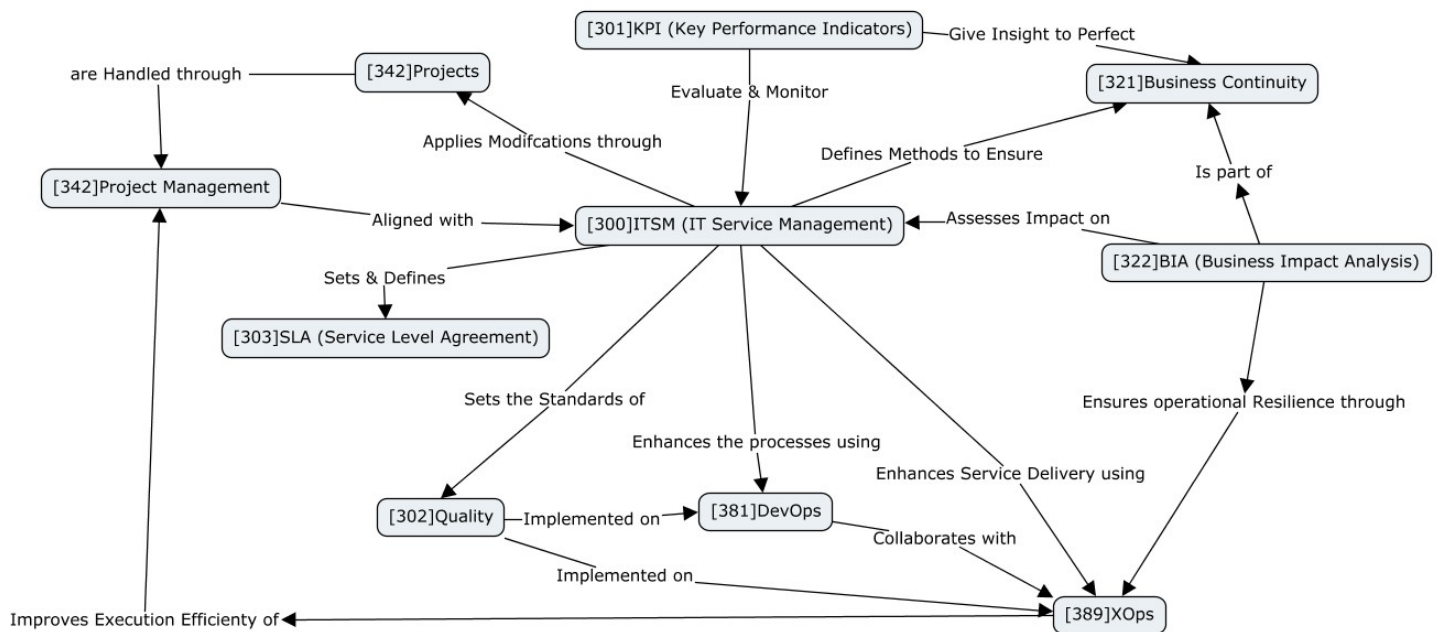 [301]KPI (Key Performance Indicators)
Give Insight to Perfect
are Handled through
[342]Projects
[321]Business Continuity
Evaluate & Monitor
Applies Modifcations through
Defines Methods to Ensure
Is part of
[342]Project Management
Aligned with
[300]ITSM (IT Service Management)
Assesses Impact on
[322]BIA (Business Impact Analysis)
Sets & Defines
[303]SLA (Service Level Agreement)
Sets the Standards of
Ensures operational Resilience through
Enhances the processes using
Enhances Service Delivery using
[302]Quality
Implemented on
[381]DevOps
Collaborates with
Implemented on
[389]XOps
Improves Execution Efficienty of